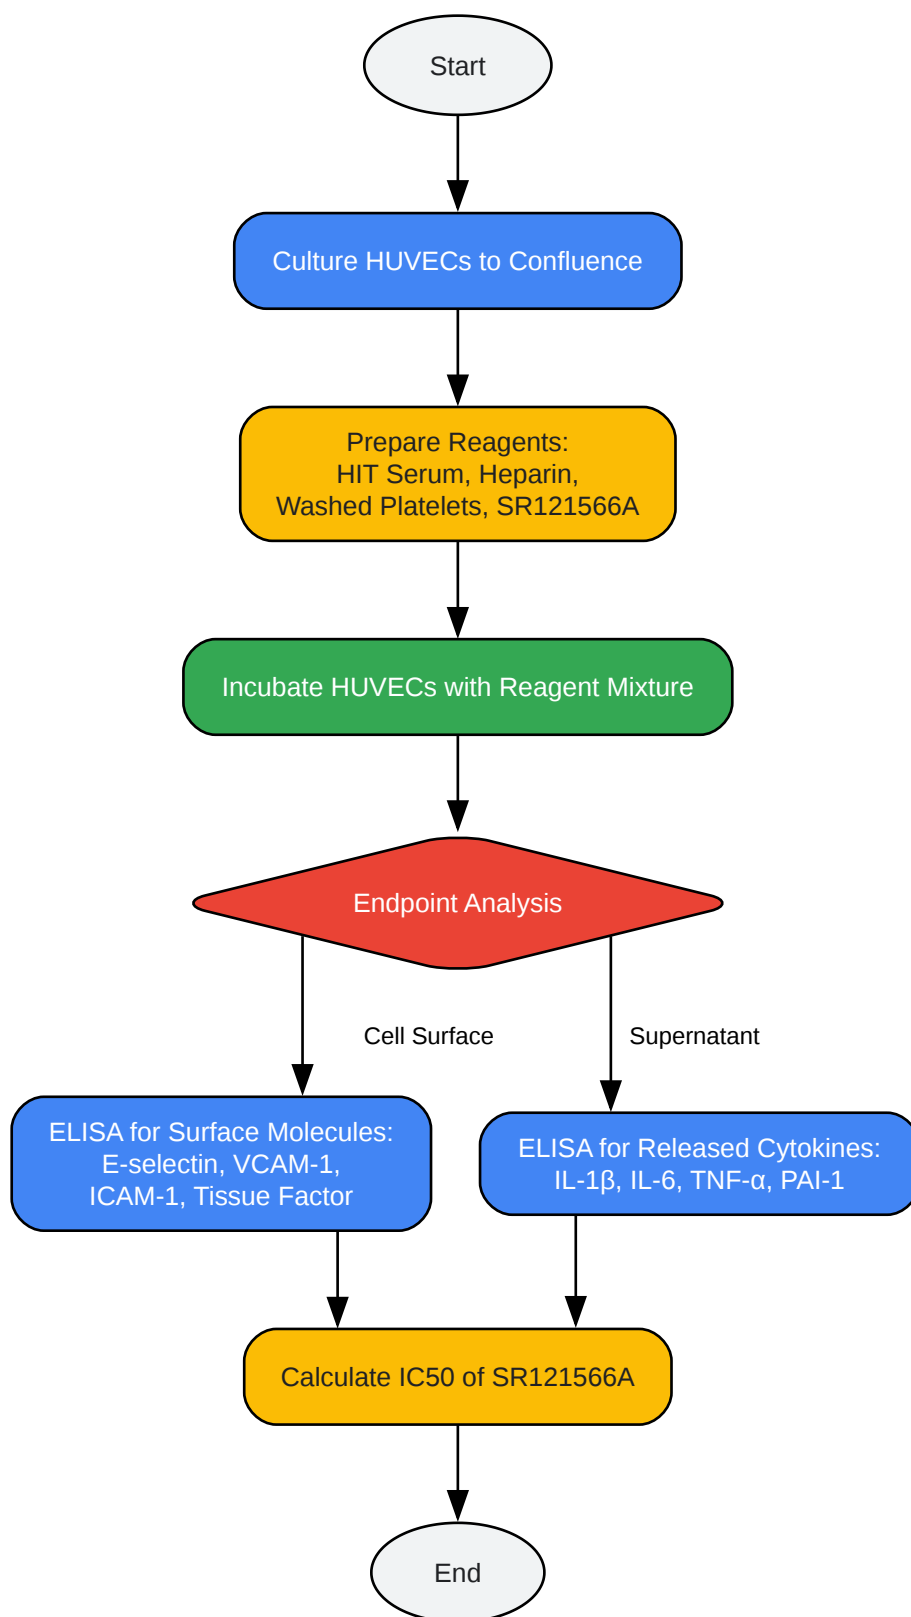 Start
Culture HUVECs to Confluence
Prepare Reagents:
HIT Serum, Heparin,
Washed Platelets, SR121566A
Incubate HUVECs with Reagent Mixture
Endpoint Analysis
Cell Surface
Supernatant
ELISA for Surface Molecules:
E-selectin, VCAM-1,
ICAM-1, Tissue Factor
ELISA for Released Cytokines:
IL-1β, IL-6, TNF-α, PAI-1
Calculate IC50 of SR121566A
End